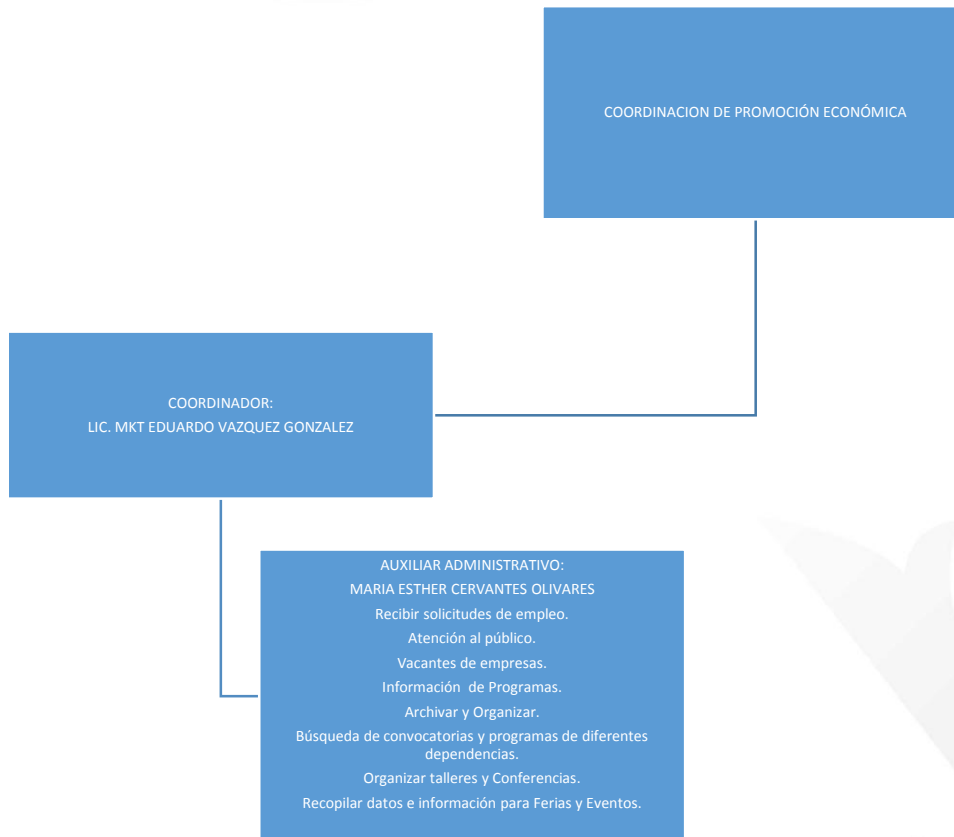 COORDINACION DE PROMOCIÓN ECONÓMICA
COORDINADOR:
LIC. MKT EDUARDO VAZQUEZ GONZALEZ
AUXILIAR ADMINISTRATIVO:
MARIA ESTHER CERVANTES OLIVARES
Recibir solicitudes de empleo.
Atención al público.
Vacantes de empresas.
Información  de Programas.
Archivar y Organizar.
Búsqueda de convocatorias y programas de diferentes
dependencias.
Organizar talleres y Conferencias.
Recopilar datos e información para Ferias y Eventos.